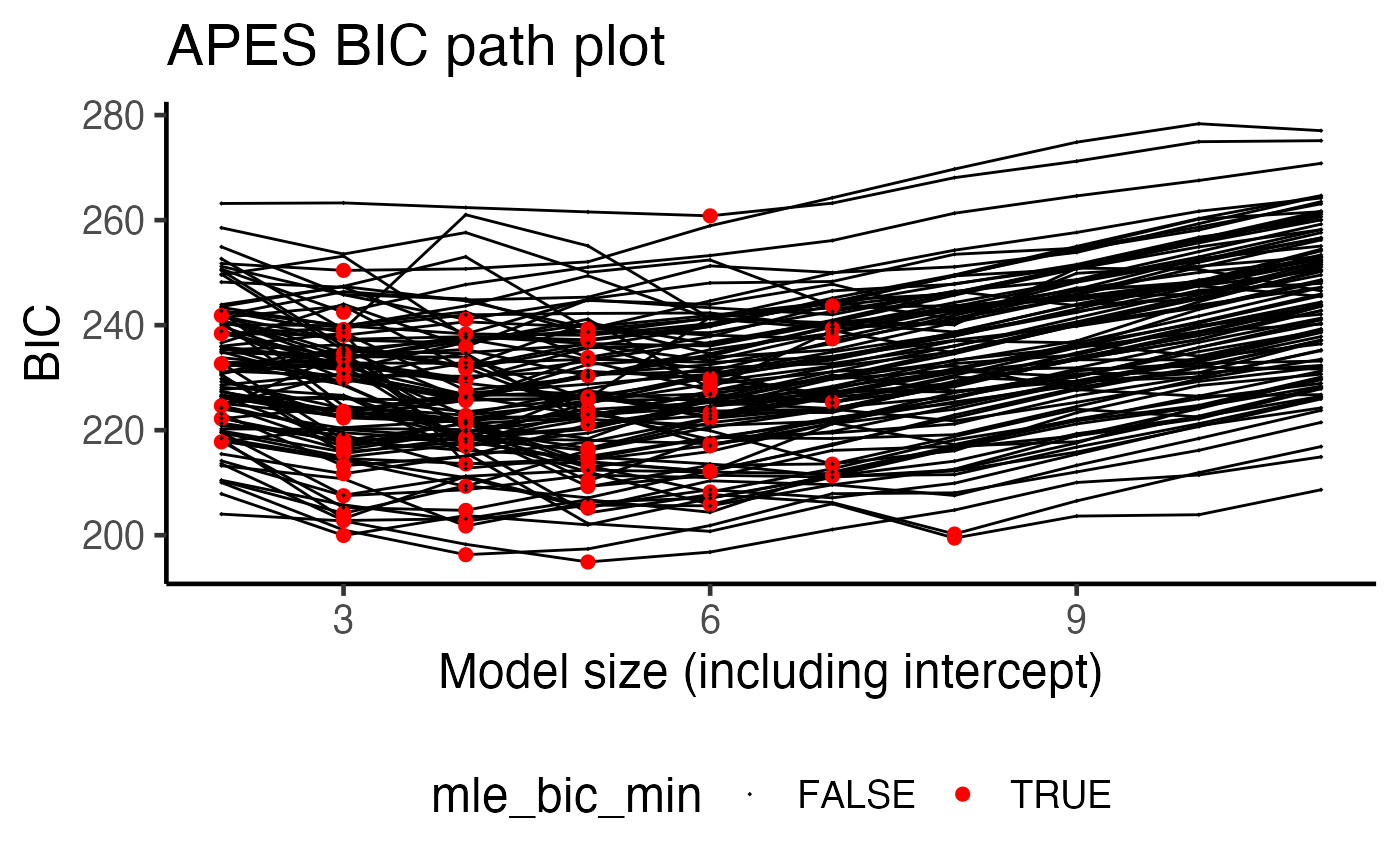 APES BIC path plot
280
260
240
220
200
BIC
3 6 9
Model size (including intercept)
mle_bic_min FALSE TRUE